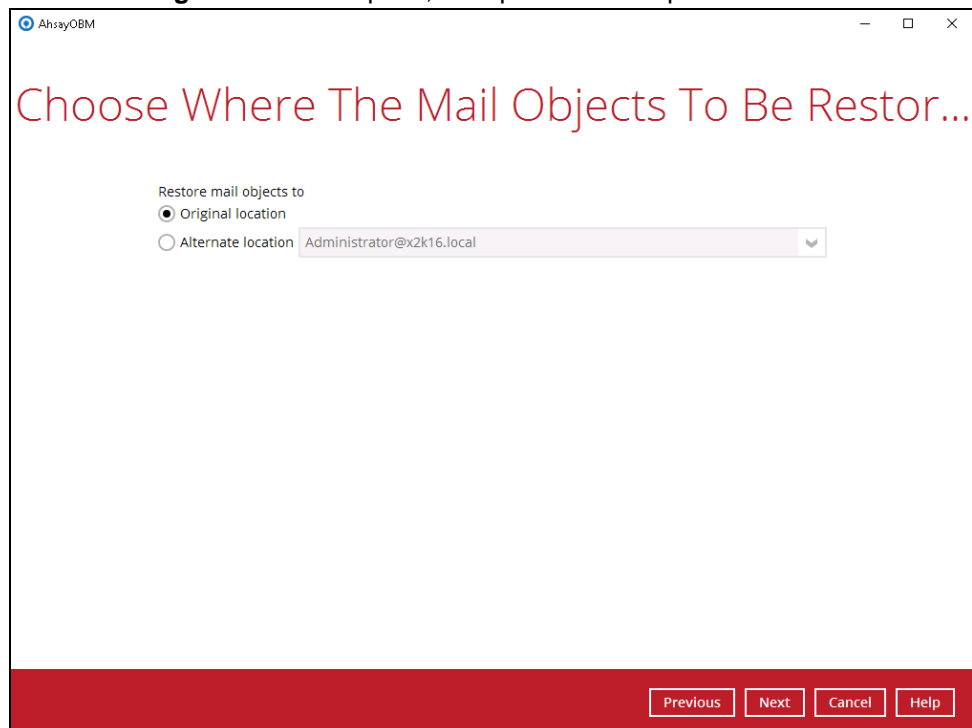 AhsayOBM
Choose Where The Mail Objects To Be Restor...
Restore mail objects to
Original location
Alternate location Administrator@x2k16.local
Previous Next Cancel Help